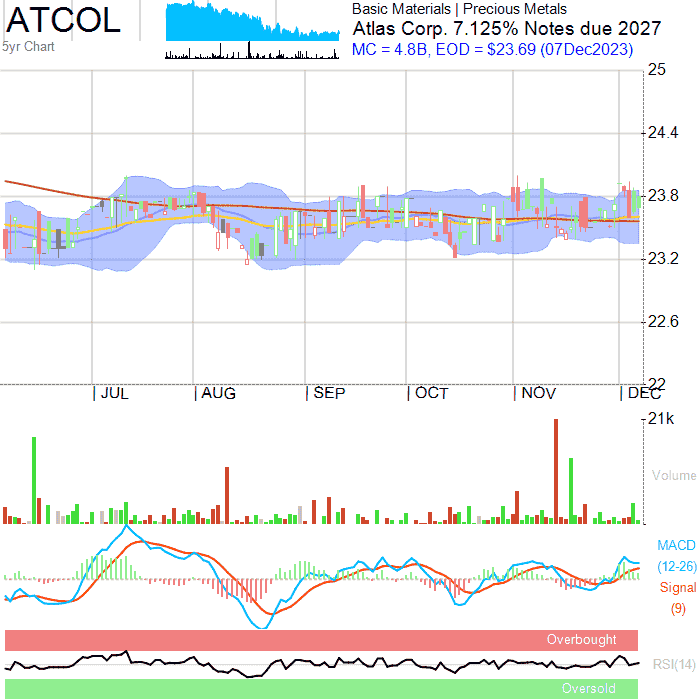 ATCOL
5yr Chart
Basic Materials | Precious Metals
Atlas Corp. 7.125% Notes due 2027
MC = 4.8B, EOD = $23.69 (07Dec2023)
25
24.4
23.8
23.2
22.6
22
JUL AUG SEP OCT NOV DEC
21k
Volume
MACD
(12-26)
Signal
(9)
Overbought
RSI(14)
Oversold